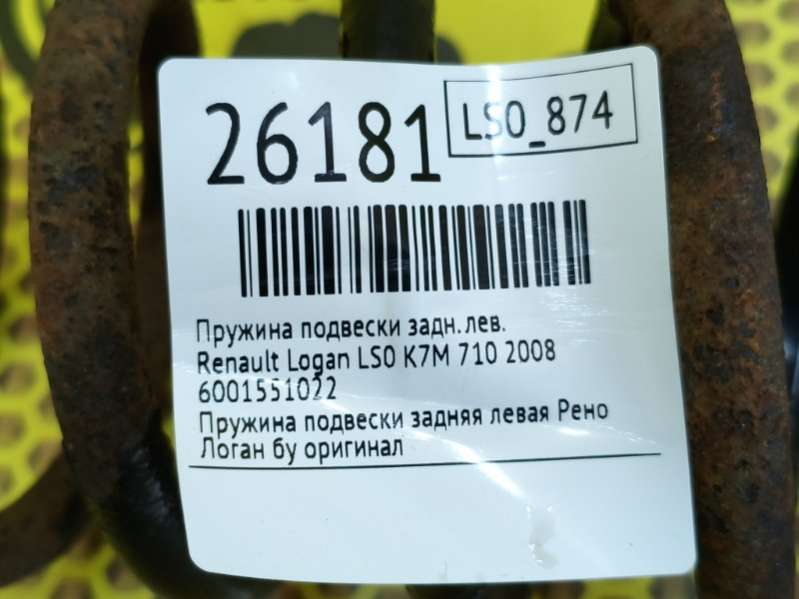 26181
LS0_874
Пружина подвески задн.лев.
Renault Logan LS0 K7M 710 2008
6001551022
Пружина подвески задняя левая Рено
Логан бу оригинал